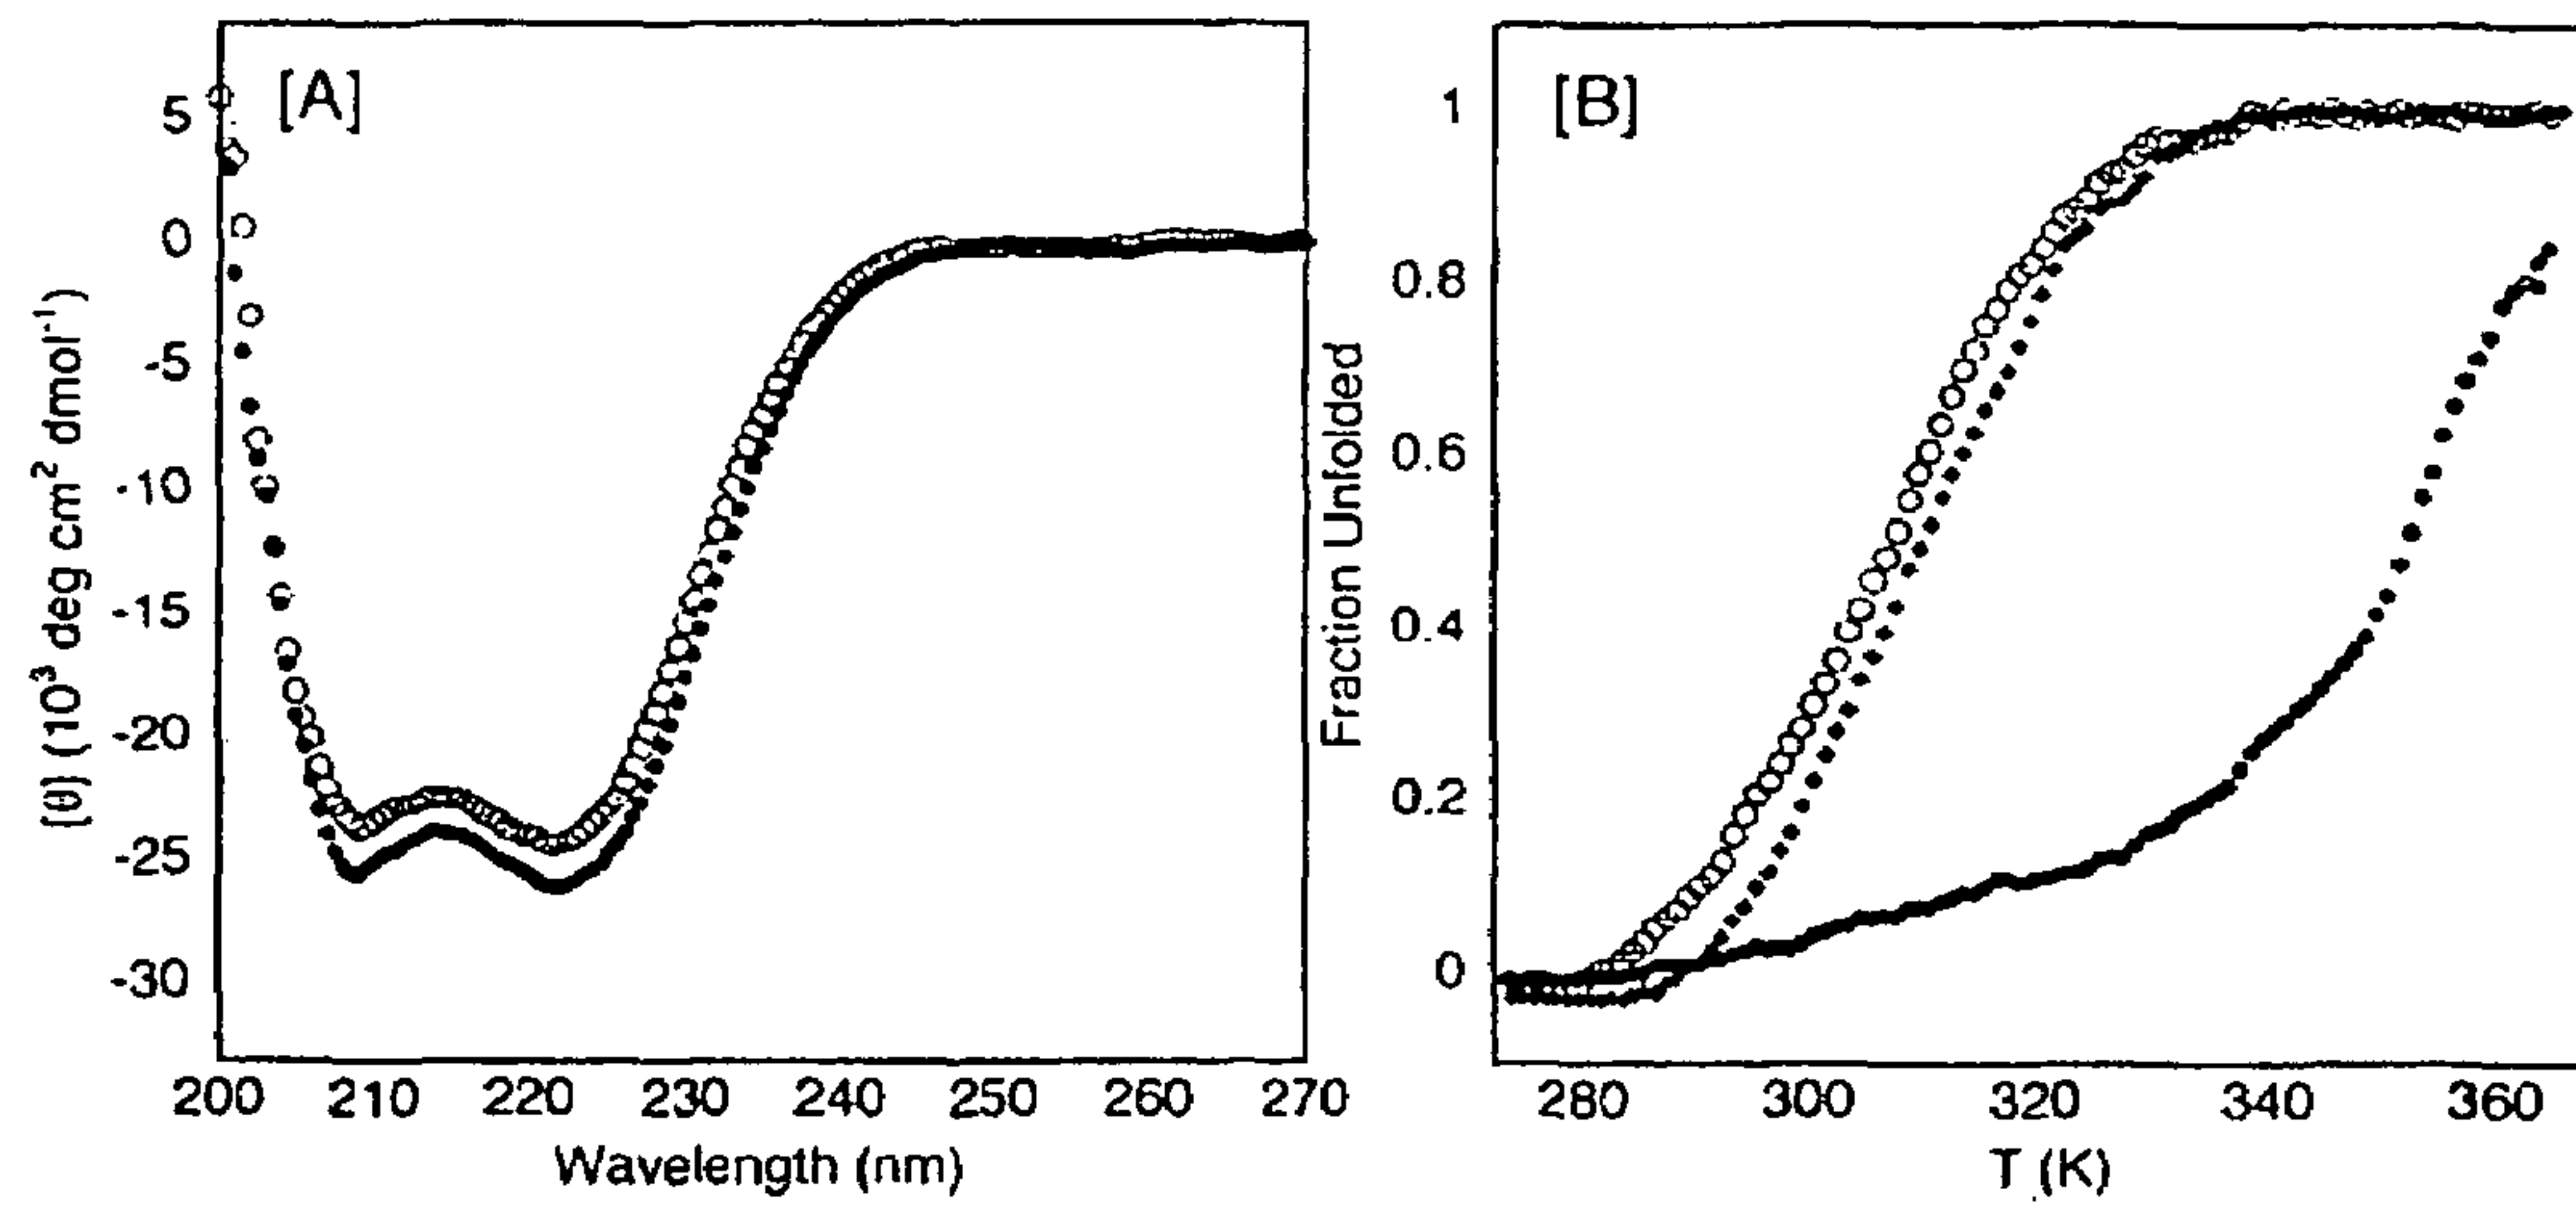 [A]
5
0
-5
-10
-15
-20
-25
-30
[θ] (10³ deg cm² dmol⁻¹)
200 210 220 230 240 250 260 270
Wavelength (nm)
[B]
1
0.8
0.6
0.4
0.2
0
Fraction Unfolded
280 300 320 340 360
T (K)